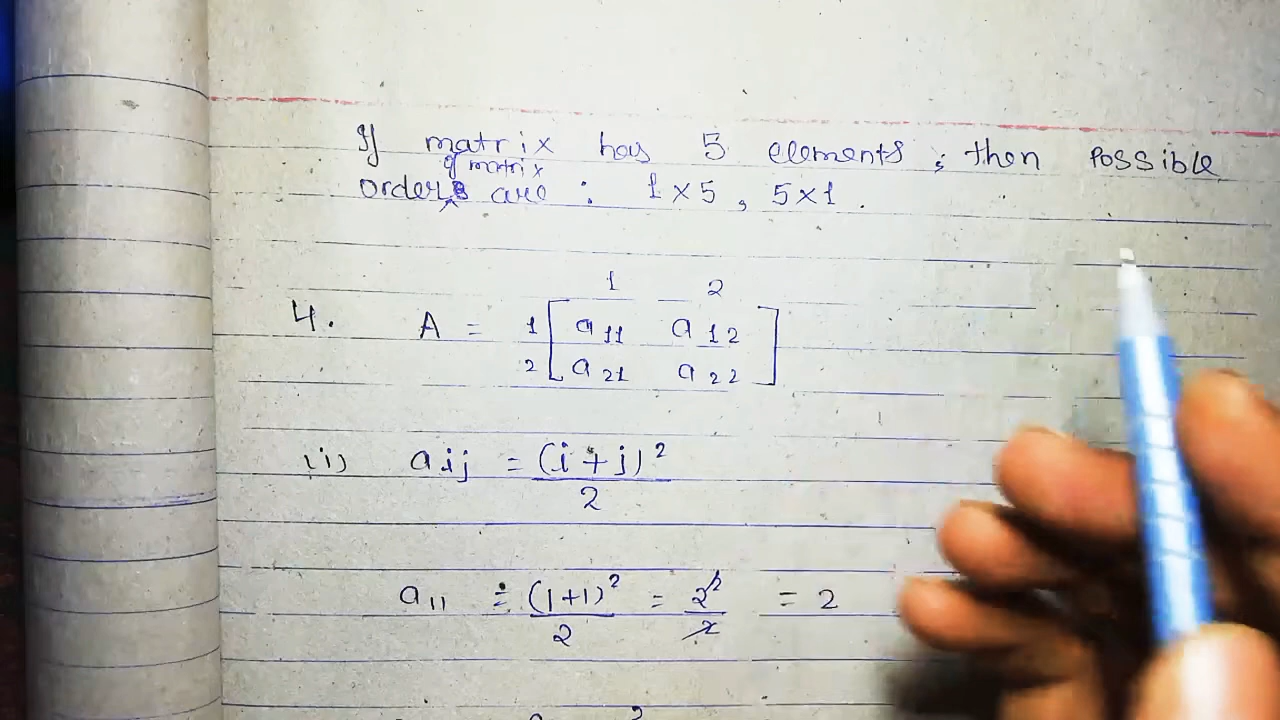 If matrix has 5 elements, then possible
of matrix
orders are : 1 × 5 , 5 × 1 .
1 2
4. A = 1 [ a11 a12
2 a21 a22 ]
(i) aij = (i + j)²
2
a11 = (1+1)² = 2² = 2
2 2